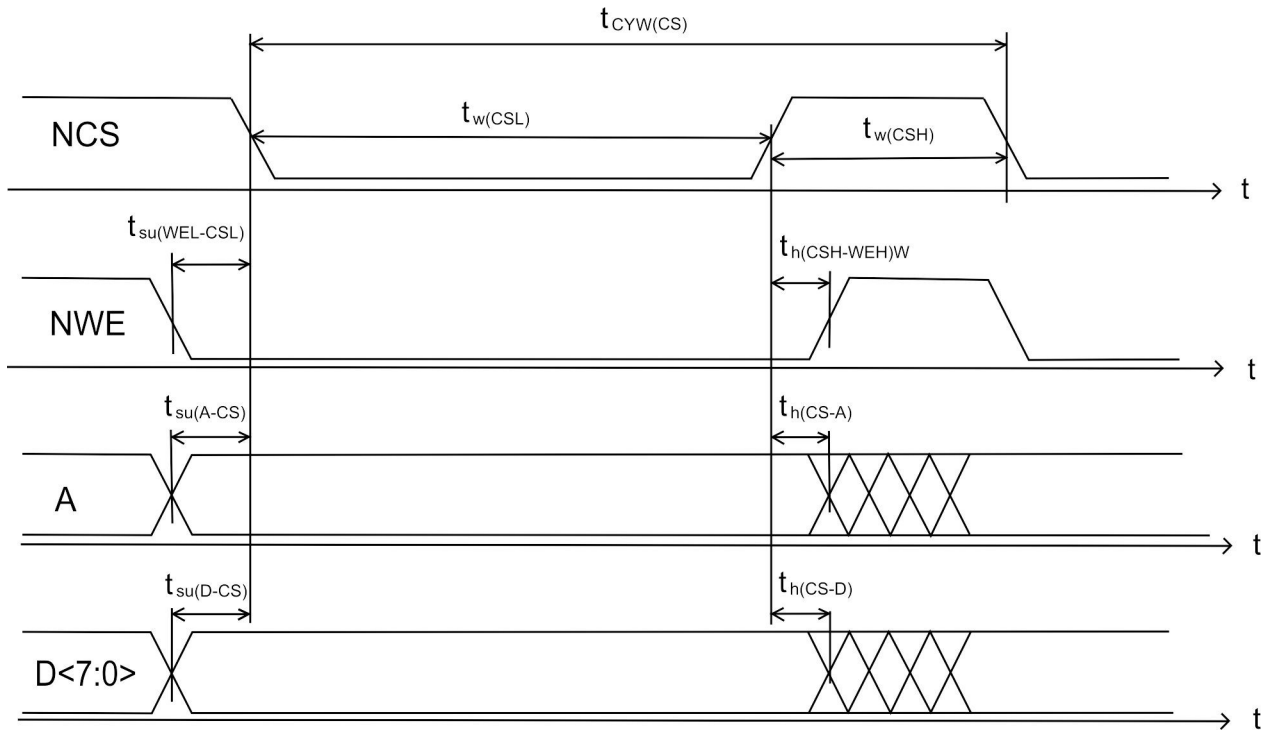 tCYW(CS)
NCS
tw(CSL)
tw(CSH)
t
tsu(WEL-CSL)
th(CSH-WEH)W
NWE
t
tsu(A-CS)
th(CS-A)
A
t
tsu(D-CS)
th(CS-D)
D<7:0>
t